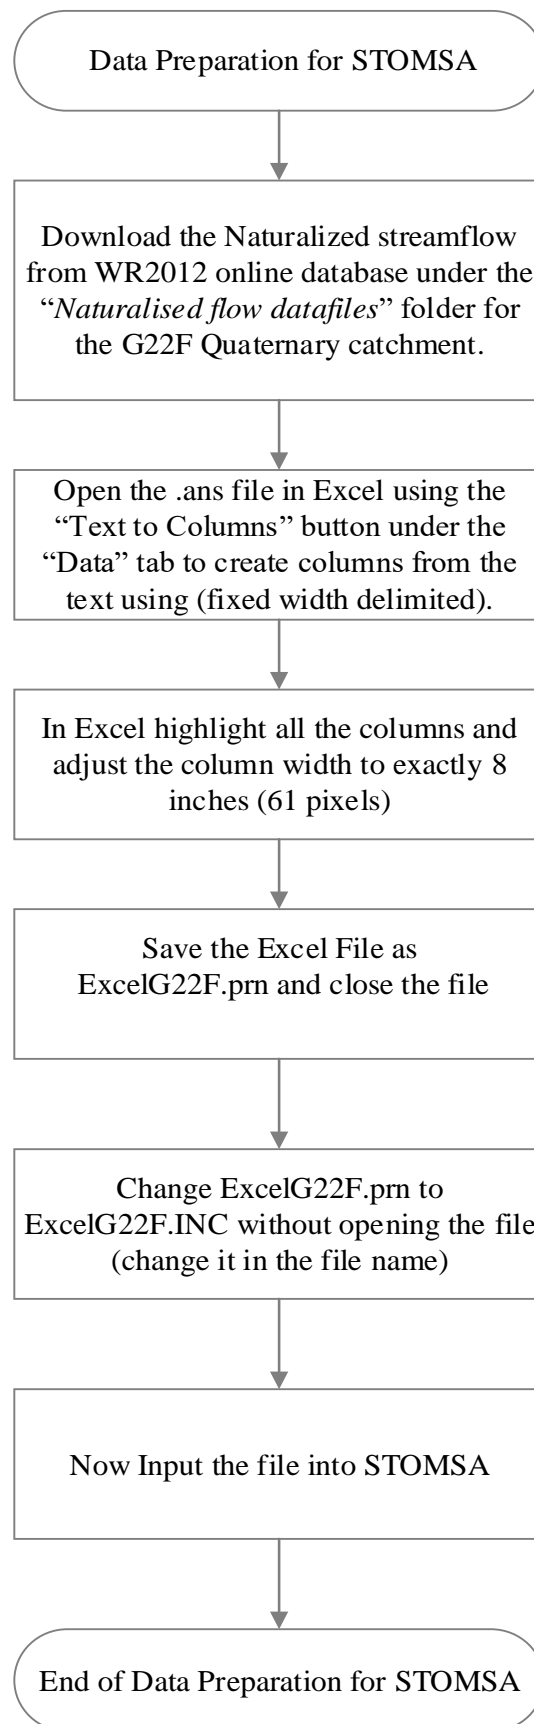 Data Preparation for STOMSA
Download the Naturalized streamflow
from WR2012 online database under the
“Naturalised flow datafiles” folder for
the G22F Quaternary catchment.
Open the .ans file in Excel using the
“Text to Columns” button under the
“Data” tab to create columns from the
text using (fixed width delimited).
In Excel highlight all the columns and
adjust the column width to exactly 8
inches (61 pixels)
Save the Excel File as
ExcelG22F.prn and close the file
Change ExcelG22F.prn to
ExcelG22F.INC without opening the file
(change it in the file name)
Now Input the file into STOMSA
End of Data Preparation for STOMSA